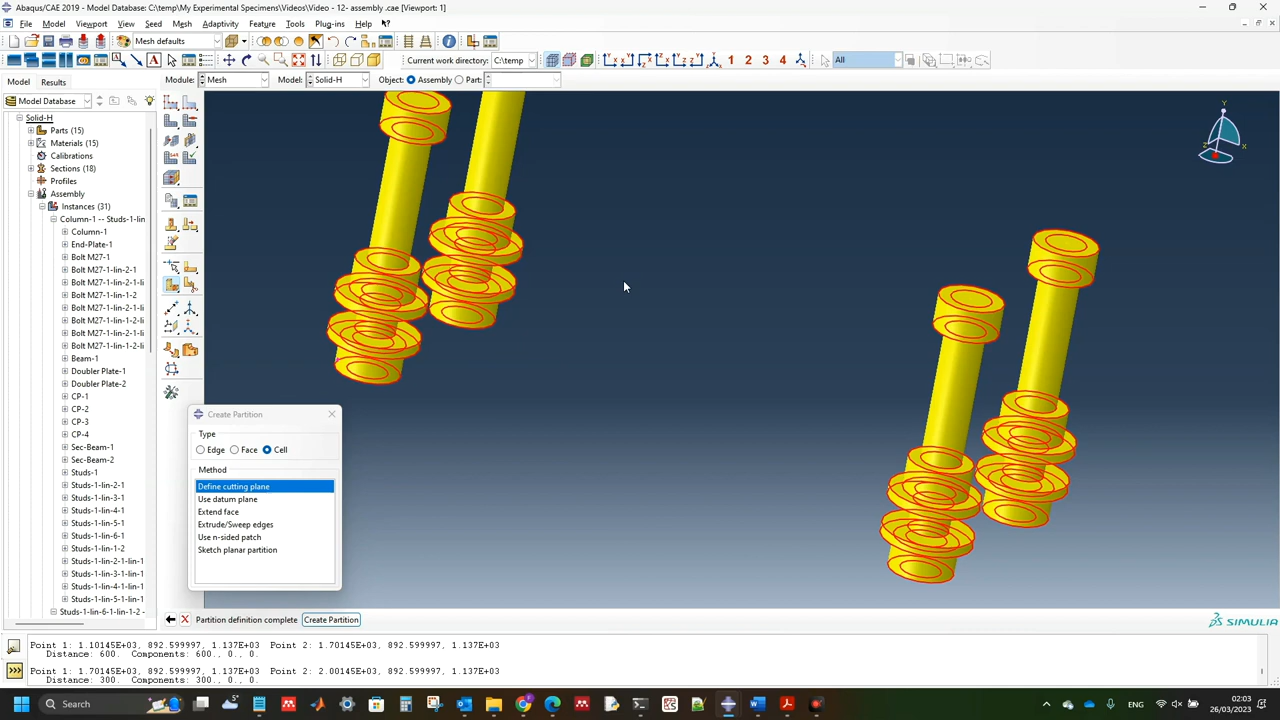 Abaqus/CAE 2019 - Model Database: C:\temp\My Experimental Specimens\Videos\Video - 12- assembly .cae [Viewport: 1]
File Model Viewport View Seed Mesh Adaptivity Feature Tools Plug-ins Help
Mesh defaults
Current work directory: C:\temp 1 2 3 4 All
Model Results Module: Mesh Model: Solid-H Object: Assembly Part:
Model Database
Solid-H
Parts (15)
Materials (15)
Calibrations
Sections (18)
Profiles
Assembly
Instances (31)
Column-1 -- Studs-1-lin
Column-1
End-Plate-1
Bolt M27-1
Bolt M27-1-lin-2-1
Bolt M27-1-lin-2-1-li
Bolt M27-1-lin-1-2
Bolt M27-1-lin-2-1-li
Bolt M27-1-lin-1-2-li
Bolt M27-1-lin-2-1-li
Bolt M27-1-lin-1-2-li
Beam-1
Doubler Plate-1
Doubler Plate-2
CP-1
CP-2
CP-3
CP-4
Sec-Beam-1
Sec-Beam-2
Studs-1
Studs-1-lin-2-1
Studs-1-lin-3-1
Studs-1-lin-4-1
Studs-1-lin-5-1
Studs-1-lin-6-1
Studs-1-lin-1-2
Studs-1-lin-2-1-lin-1
Studs-1-lin-3-1-lin-1
Studs-1-lin-4-1-lin-1
Studs-1-lin-5-1-lin-1
Studs-1-lin-6-1-lin-1-2 -
Create Partition
Type
Edge Face Cell
Method
Define cutting plane
Use datum plane
Extend face
Extrude/Sweep edges
Use n-sided patch
Sketch planar partition
Y
X
Z
Partition definition complete Create Partition
SIMULIA
Point 1: 1.10145E+03, 892.599997, 1.137E+03 Point 2: 1.70145E+03, 892.599997, 1.137E+03
Distance: 600. Components: 600., 0., 0.
Point 1: 1.70145E+03, 892.599997, 1.137E+03 Point 2: 2.00145E+03, 892.599997, 1.137E+03
Distance: 300. Components: 300., 0., 0.
Search
ENG
02:03
26/03/2023